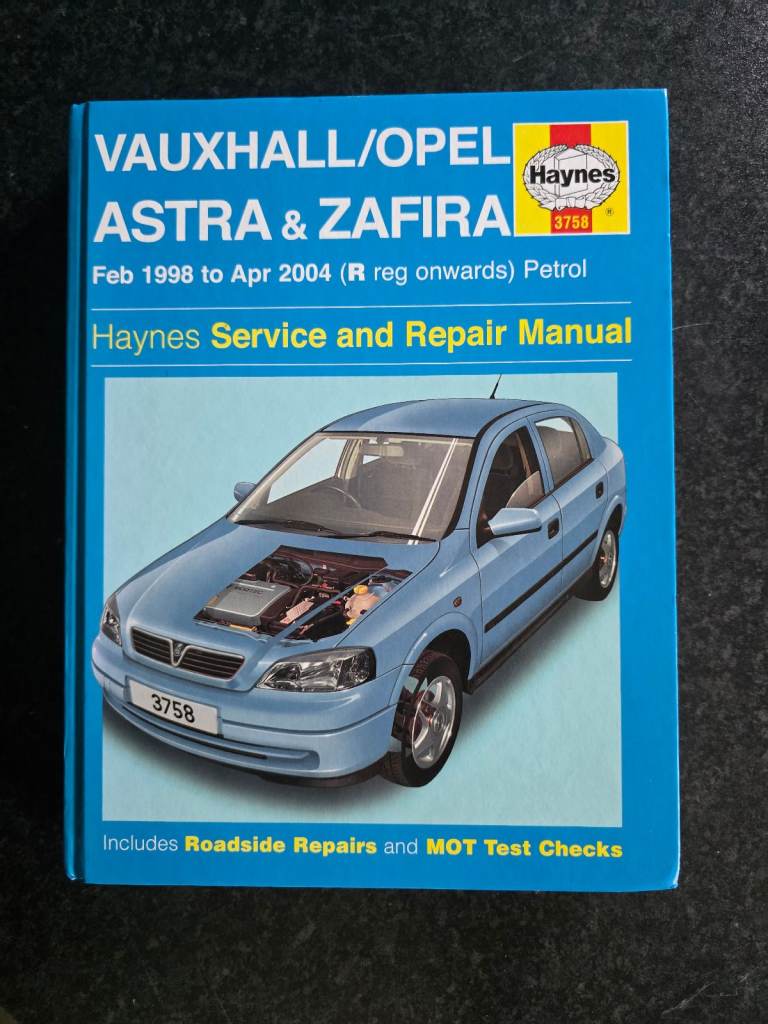 VAUXHALL/OPEL
ASTRA & ZAFIRA
Haynes
3758
®
Feb 1998 to Apr 2004 (R reg onwards) Petrol
Haynes Service and Repair Manual
3758
Includes Roadside Repairs and MOT Test Checks